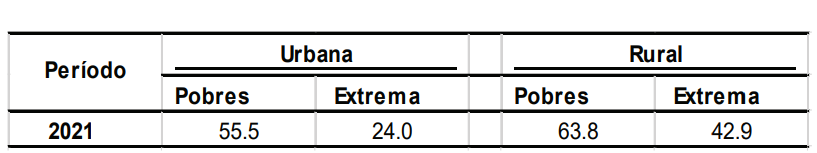 Período Urbana Rural
Pobres Extrema Pobres Extrema
2021 55.5 24.0 63.8 42.9